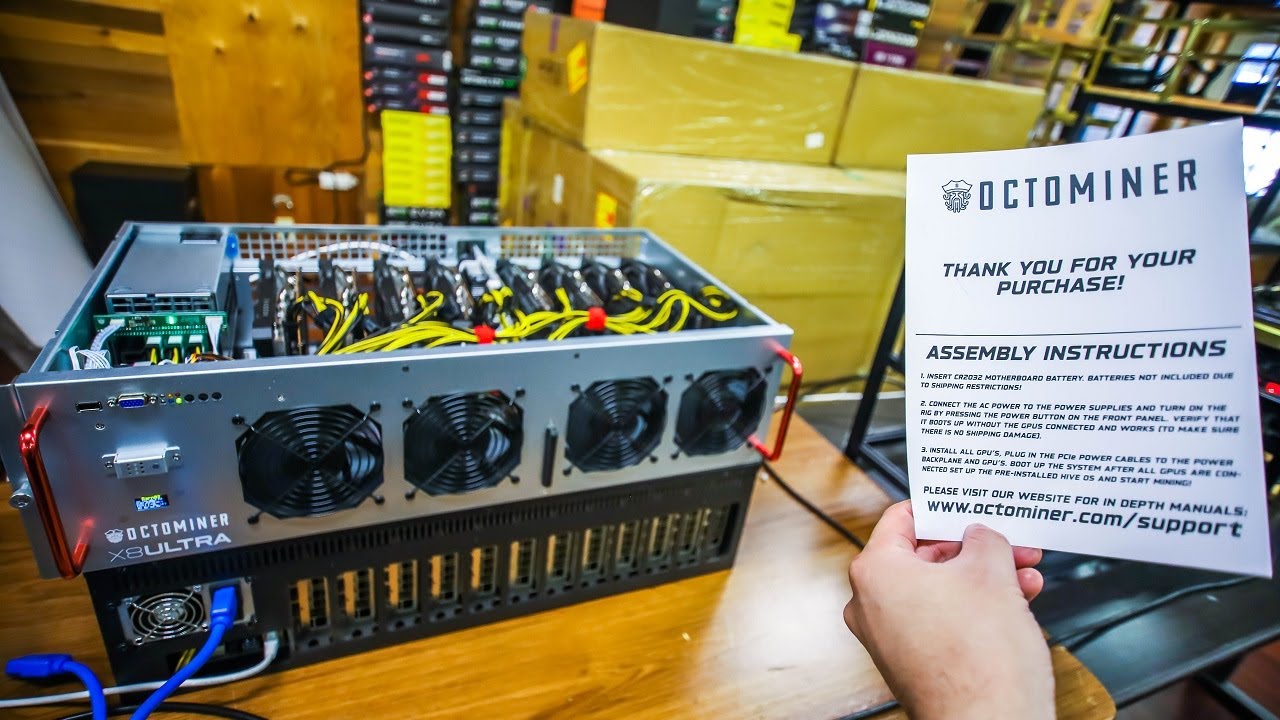 OCTOMINER
X8ULTRA
OCTOMINER
THANK YOU FOR YOUR
PURCHASE!
ASSEMBLY INSTRUCTIONS
1. INSERT CR2032 MOTHERBOARD BATTERY. BATTERIES NOT INCLUDED DUE
TO SHIPPING RESTRICTIONS!
2. CONNECT THE AC POWER TO THE POWER SUPPLIES AND TURN ON THE
RIG BY PRESSING THE POWER BUTTON ON THE FRONT PANEL. VERIFY THAT
IT BOOTS UP WITHOUT THE GPUS CONNECTED AND WORKS (TO MAKE SURE
THERE IS NO SHIPPING DAMAGE).
3. INSTALL ALL GPU'S, PLUG IN THE PCIe POWER CABLES TO THE POWER
BACKPLANE AND GPU'S. BOOT UP THE SYSTEM AFTER ALL GPUS ARE CON-
NECTED SET UP THE PRE-INSTALLED HIVE OS AND START MINING!
PLEASE VISIT OUR WEBSITE FOR IN DEPTH MANUALS:
www.octominer.com/support